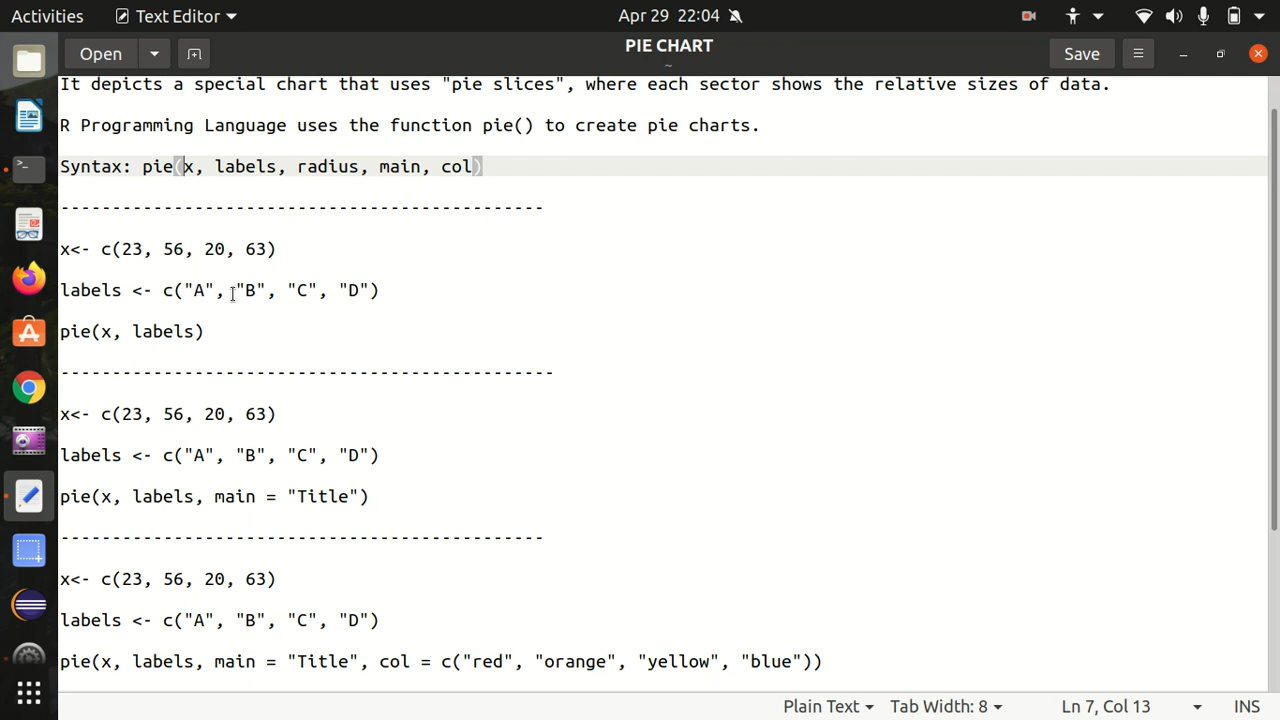 Activities Text Editor Apr 29 22:04
Open PIE CHART Save
~
It depicts a special chart that uses "pie slices", where each sector shows the relative sizes of data.
R Programming Language uses the function pie() to create pie charts.
Syntax: pie(x, labels, radius, main, col)
-----------------------------------------------
x<- c(23, 56, 20, 63)
labels <- c("A", "B", "C", "D")
pie(x, labels)
------------------------------------------------
x<- c(23, 56, 20, 63)
labels <- c("A", "B", "C", "D")
pie(x, labels, main = "Title")
-----------------------------------------------
x<- c(23, 56, 20, 63)
labels <- c("A", "B", "C", "D")
pie(x, labels, main = "Title", col = c("red", "orange", "yellow", "blue"))
Plain Text Tab Width: 8 Ln 7, Col 13 INS